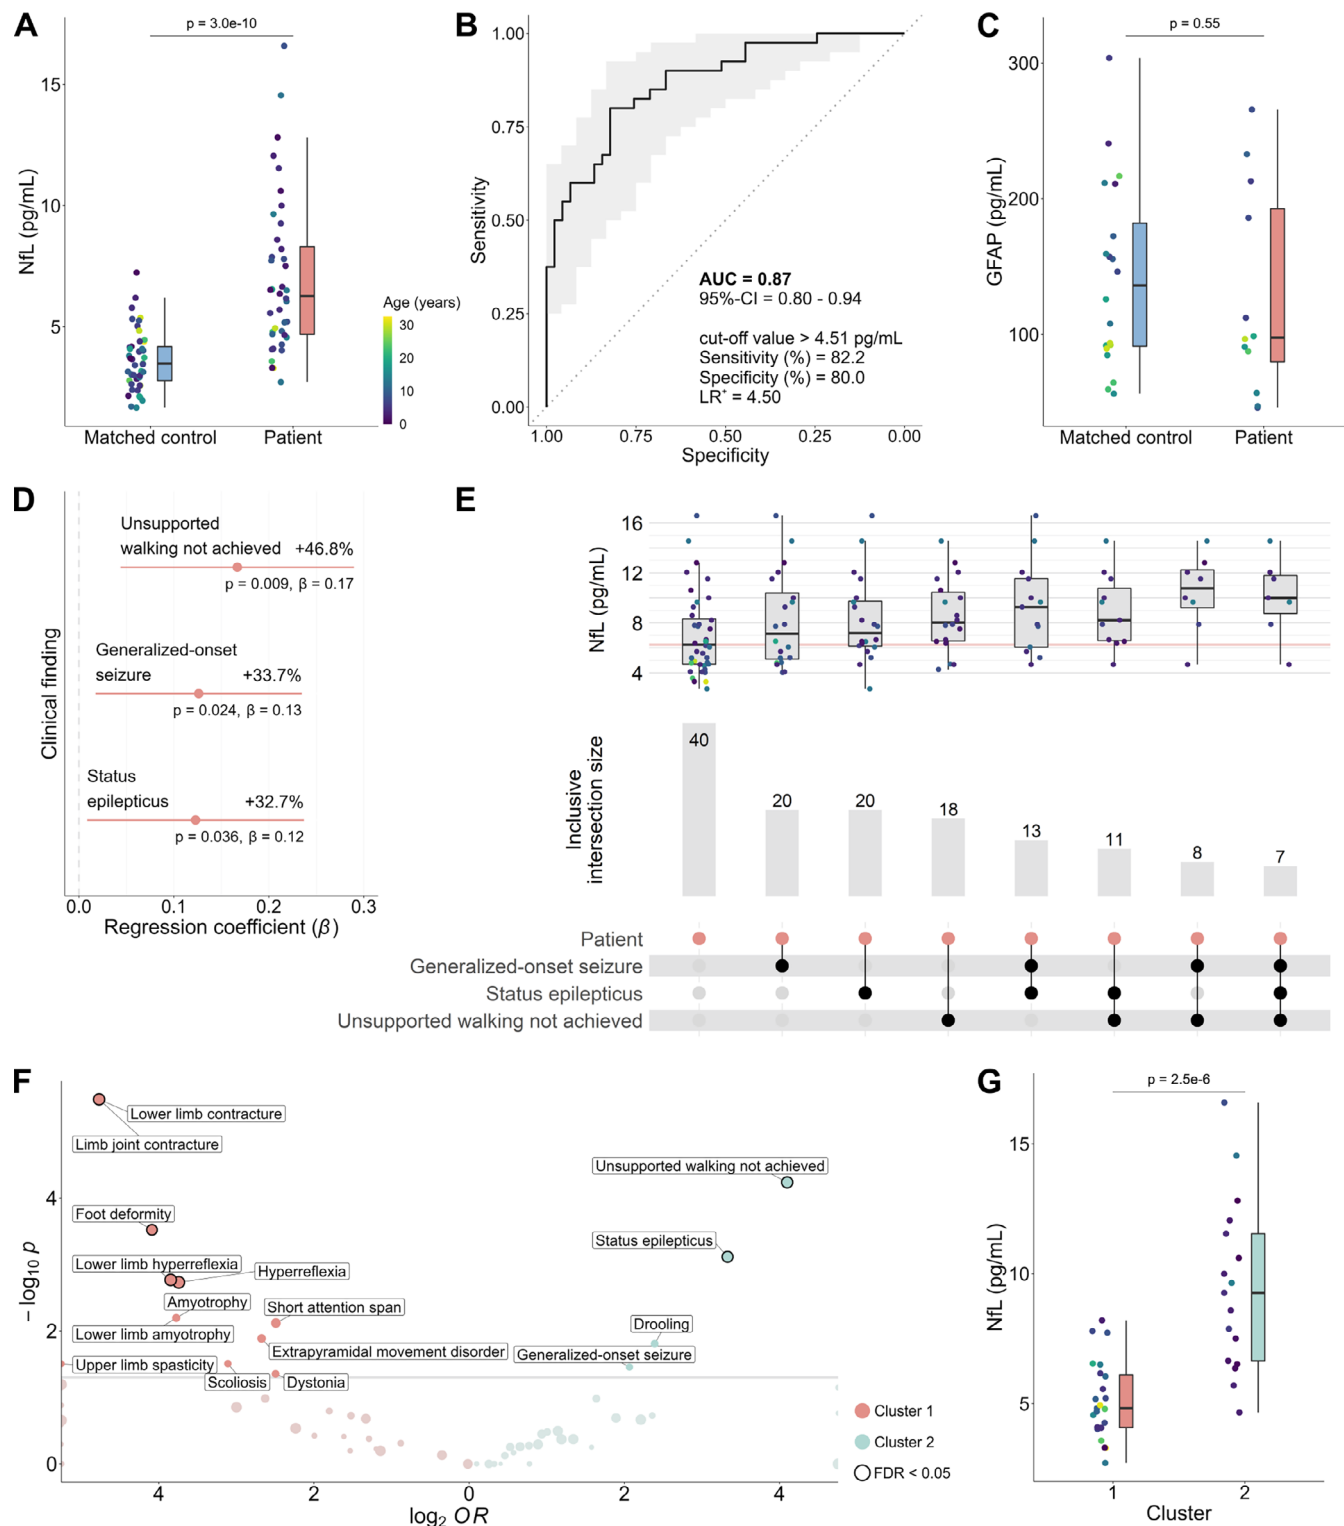 A
p = 3.0e-10
NfL (pg/mL)
15
10
5
Matched control
Patient
Age (years)
30
20
10
0
B
Sensitivity
1.00
0.75
0.50
0.25
0.00
AUC = 0.87
95%-CI = 0.80 - 0.94
cut-off value > 4.51 pg/mL
Sensitivity (%) = 82.2
Specificity (%) = 80.0
LR⁺ = 4.50
1.00
0.75
0.50
0.25
0.00
Specificity
C
p = 0.55
GFAP (pg/mL)
300
200
100
Matched control
Patient
D
Clinical finding
Unsupported
walking not achieved +46.8%
p = 0.009, β = 0.17
Generalized-onset
seizure +33.7%
p = 0.024, β = 0.13
Status
epilepticus +32.7%
p = 0.036, β = 0.12
0.0
0.1
0.2
0.3
Regression coefficient (β)
E
NfL (pg/mL)
16
12
8
4
Inclusive
intersection size
40
20
20
18
13
11
8
7
Patient
Generalized-onset seizure
Status epilepticus
Unsupported walking not achieved
F
− log₁₀ p
4
2
0
Lower limb contracture
Limb joint contracture
Unsupported walking not achieved
Foot deformity
Status epilepticus
Lower limb hyperreflexia
Hyperreflexia
Amyotrophy
Short attention span
Lower limb amyotrophy
Drooling
Extrapyramidal movement disorder
Generalized-onset seizure
Upper limb spasticity
Scoliosis
Dystonia
4
2
0
2
4
log₂ OR
Cluster 1
Cluster 2
FDR < 0.05
G
p = 2.5e-6
NfL (pg/mL)
15
10
5
1
2
Cluster